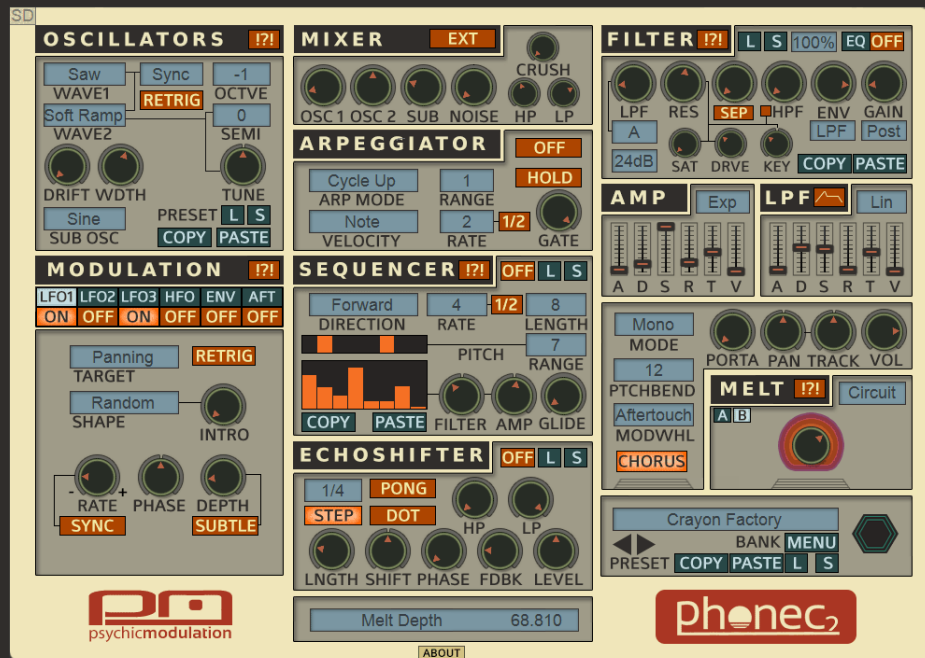 SD
OSCILLATORS !?!
Saw Sync -1
WAVE1 RETRIG OCTVE
Soft Ramp 0
WAVE2 SEMI
DRIFT WDTH TUNE
Sine PRESET L S
SUB OSC COPY PASTE
MIXER EXT
CRUSH
OSC 1 OSC 2 SUB NOISE HP LP
ARPEGGIATOR OFF
Cycle Up 1 HOLD
ARP MODE RANGE
Note 2 1/2
VELOCITY RATE GATE
FILTER !?! L S 100% EQ OFF
LPF RES SEP HPF ENV GAIN
A LPF Post
24dB SAT DRVE KEY COPY PASTE
AMP Exp
A D S R T V
LPF Lin
A D S R T V
MODULATION !?!
LFO1 LFO2 LFO3 HFO ENV AFT
ON OFF ON OFF OFF OFF
Panning RETRIG
TARGET
Random
SHAPE INTRO
- +
RATE PHASE DEPTH
SYNC SUBTLE
SEQUENCER !?! OFF L S
Forward 4 1/2 8
DIRECTION RATE LENGTH
PITCH 7
RANGE
COPY PASTE FILTER AMP GLIDE
ECHOSHIFTER OFF L S
1/4 PONG
STEP DOT HP LP
LNGTH SHIFT PHASE FDBK LEVEL
Mono
MODE PORTA PAN TRACK VOL
12
PTCHBEND
Aftertouch
MODWHL
CHORUS
MELT !?! Circuit
A B
Crayon Factory
BANK MENU
PRESET COPY PASTE L S
pm
psychicmodulation
Melt Depth 68.810
phonec2
ABOUT